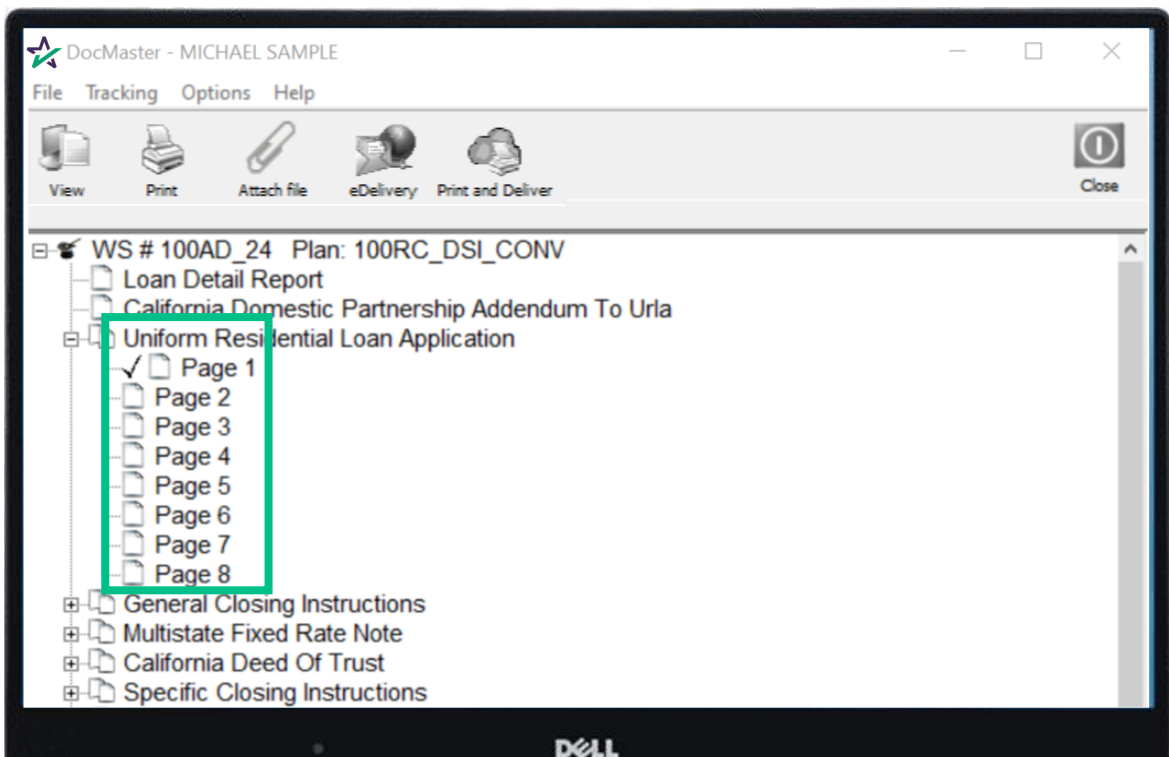 DocMaster - MICHAEL SAMPLE
File Tracking Options Help
View Print Attach file eDelivery Print and Deliver Close
WS # 100AD_24 Plan: 100RC_DSI_CONV
Loan Detail Report
California Domestic Partnership Addendum To Urla
Uniform Residential Loan Application
Page 1
Page 2
Page 3
Page 4
Page 5
Page 6
Page 7
Page 8
General Closing Instructions
Multistate Fixed Rate Note
California Deed Of Trust
Specific Closing Instructions
DELL